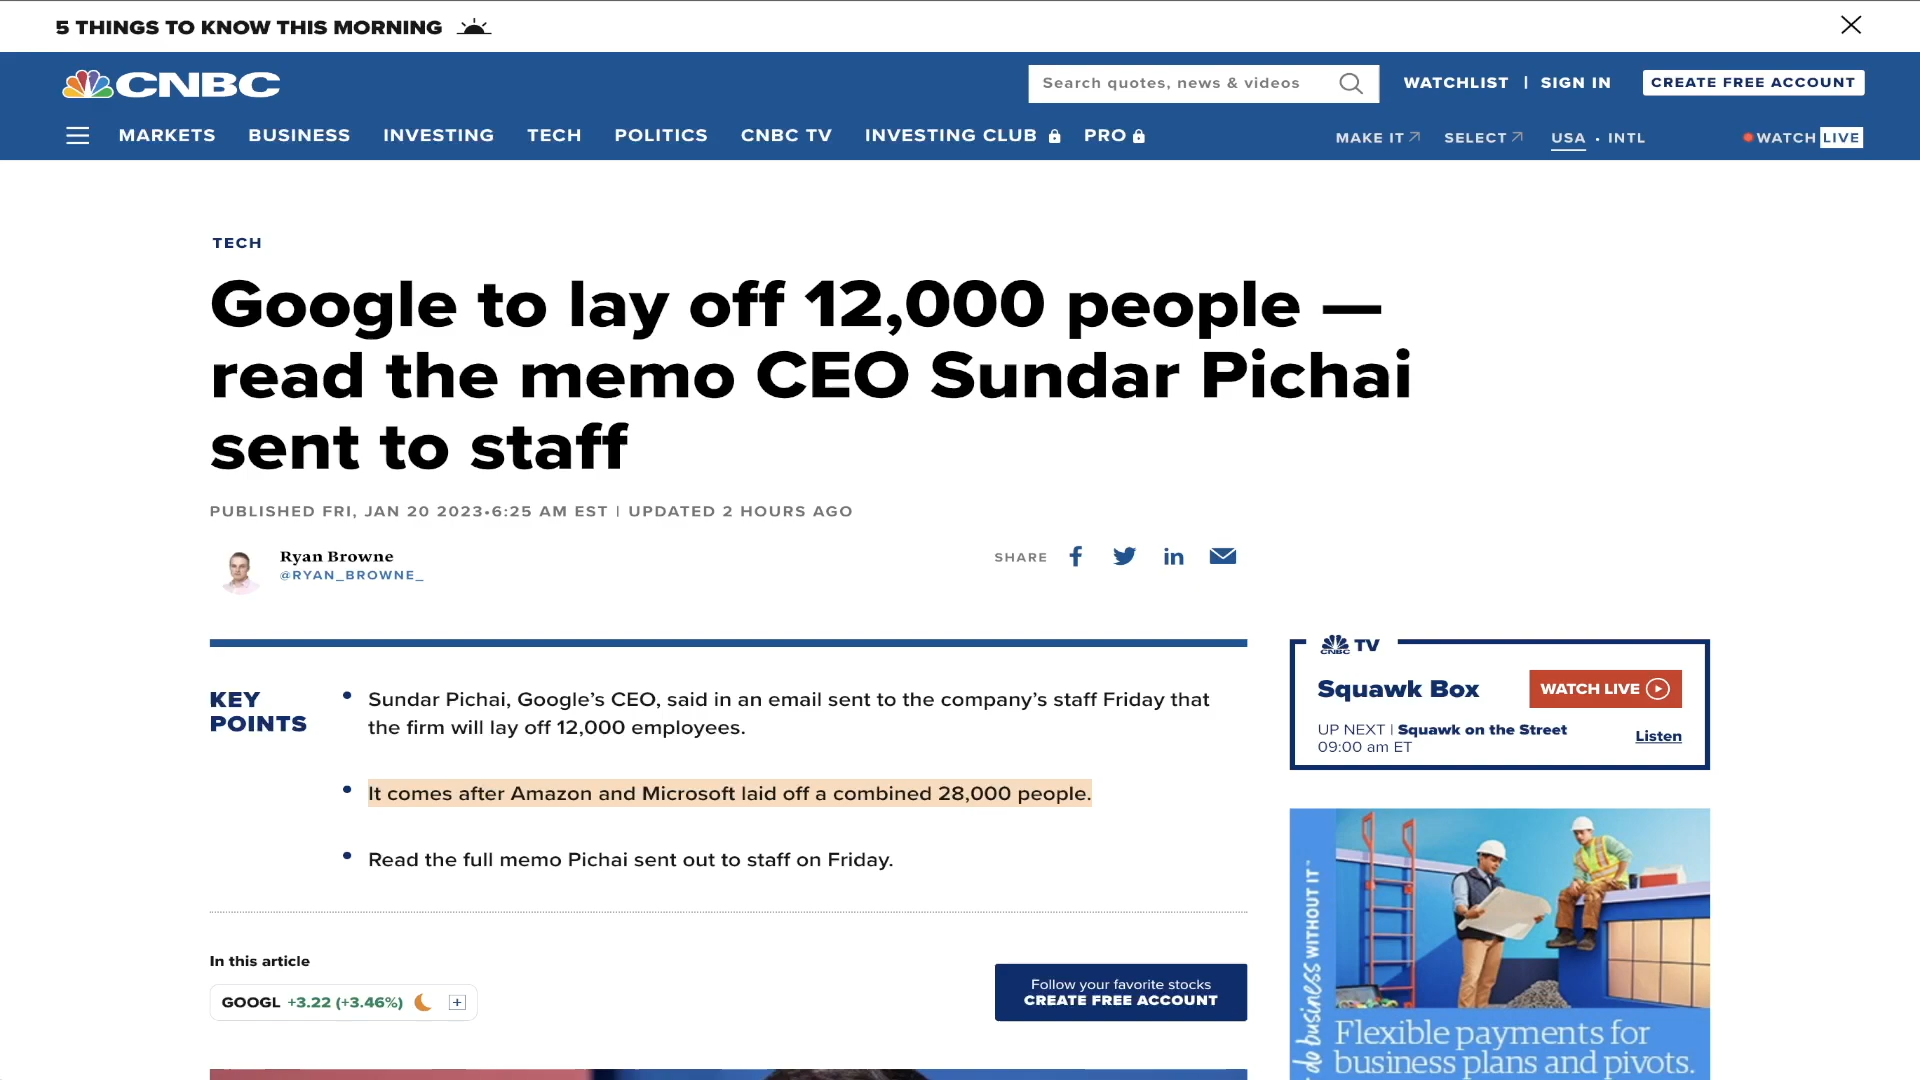 5 THINGS TO KNOW THIS MORNING
CNBC
Search quotes, news & videos
WATCHLIST | SIGN IN
CREATE FREE ACCOUNT
MARKETS BUSINESS INVESTING TECH POLITICS CNBC TV INVESTING CLUB PRO
MAKE IT SELECT USA • INTL WATCH LIVE
TECH
Google to lay off 12,000 people —
read the memo CEO Sundar Pichai
sent to staff
PUBLISHED FRI, JAN 20 2023•6:25 AM EST | UPDATED 2 HOURS AGO
Ryan Browne
@RYAN_BROWNE_
SHARE
KEY
POINTS
Sundar Pichai, Google’s CEO, said in an email sent to the company’s staff Friday that
the firm will lay off 12,000 employees.
It comes after Amazon and Microsoft laid off a combined 28,000 people.
Read the full memo Pichai sent out to staff on Friday.
In this article
GOOGL +3.22 (+3.46%)
Follow your favorite stocks
CREATE FREE ACCOUNT
CNBC TV
Squawk Box
WATCH LIVE
UP NEXT | Squawk on the Street
09:00 am ET
Listen
do business WITHOUT IT™
Flexible payments for
business plans and pivots.